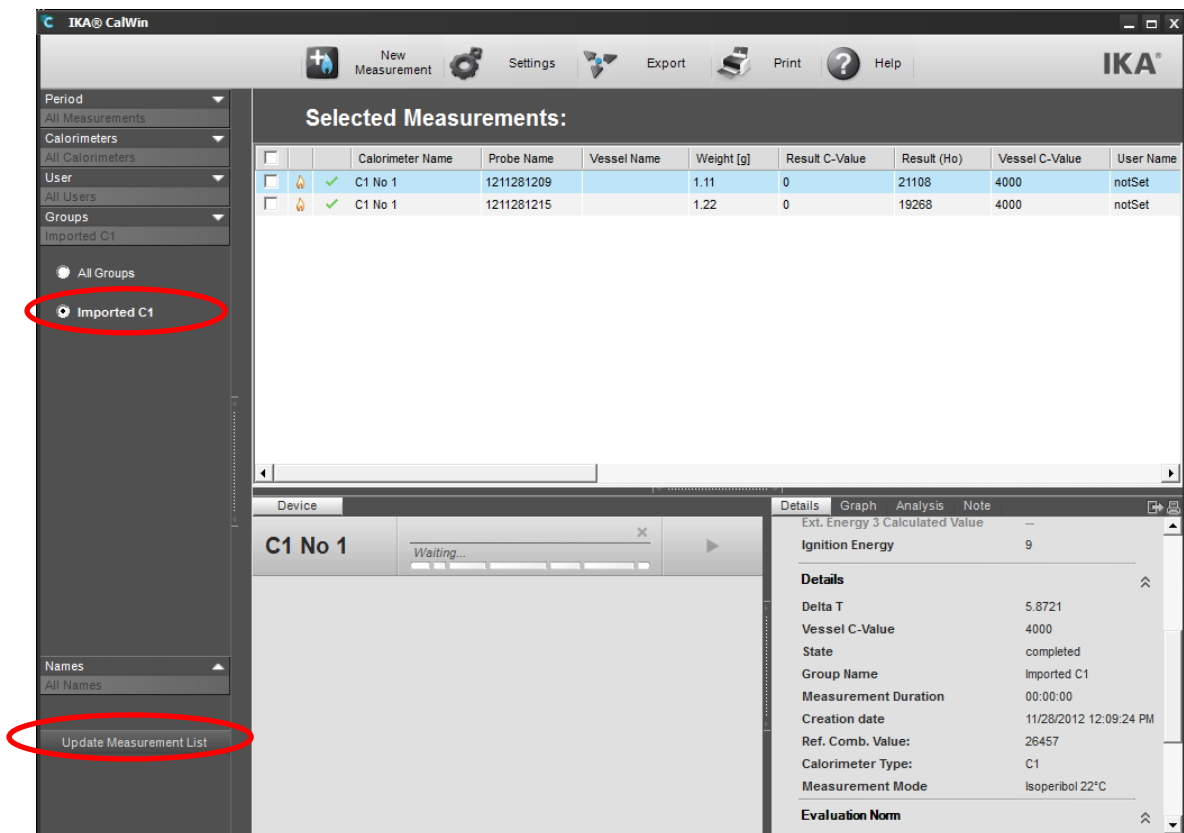 IKA® CalWin
New Measurement
Settings
Export
Print
Help
IKA®
Period
All Measurements
Calorimeters
All Calorimeters
User
All Users
Groups
Imported C1
All Groups
Imported C1
Names
All Names
Update Measurement List
Selected Measurements:
Calorimeter Name Probe Name Vessel Name Weight [g] Result C-Value Result (Ho) Vessel C-Value User Name
C1 No 1 1211281209 1.11 0 21108 4000 notSet
C1 No 1 1211281215 1.22 0 19268 4000 notSet
Device
C1 No 1
Waiting...
Details Graph Analysis Note
Ext. Energy 3 Calculated Value --
Ignition Energy 9
Details
Delta T 5.8721
Vessel C-Value 4000
State completed
Group Name Imported C1
Measurement Duration 00:00:00
Creation date 11/28/2012 12:09:24 PM
Ref. Comb. Value: 26457
Calorimeter Type: C1
Measurement Mode Isoperibol 22°C
Evaluation Norm